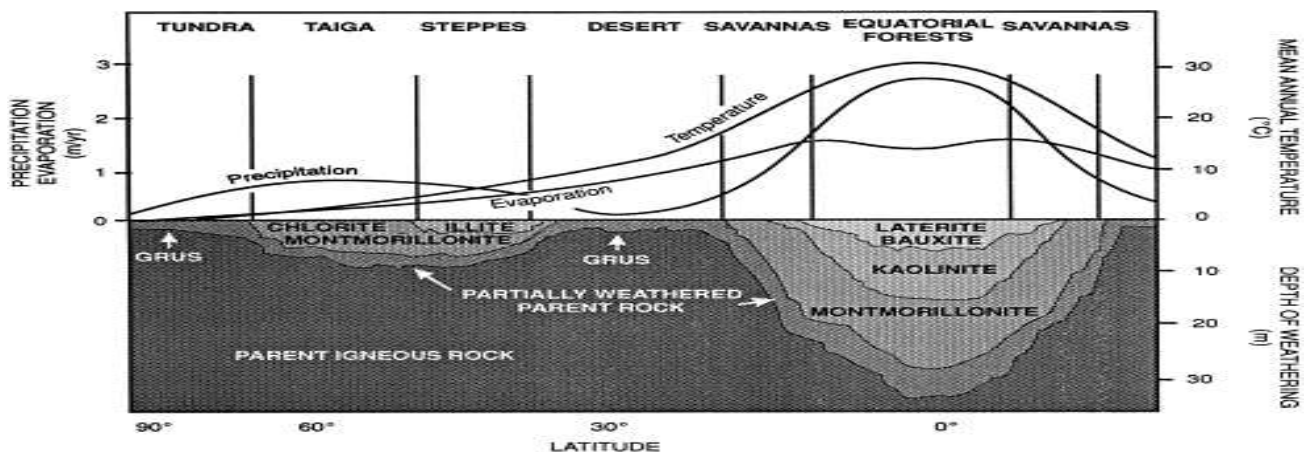 TUNDRA TAIGA STEPPES DESERT SAVANNAS EQUATORIAL FORESTS SAVANNAS
PRECIPITATION
EVAPORATION
(m/yr)
3
2
1
0
Precipitation
Evaporation
Temperature
30
20
10
0
MEAN ANNUAL TEMPERATURE
(°C)
CHLORITE
ILLITE
MONTMORILLONITE
GRUS
GRUS
LATERITE
BAUXITE
KAOLINITE
MONTMORILLONITE
PARTIALLY WEATHERED
PARENT ROCK
PARENT IGNEOUS ROCK
10
20
30
DEPTH OF WEATHERING
(m)
90° 60° 30° 0°
LATITUDE